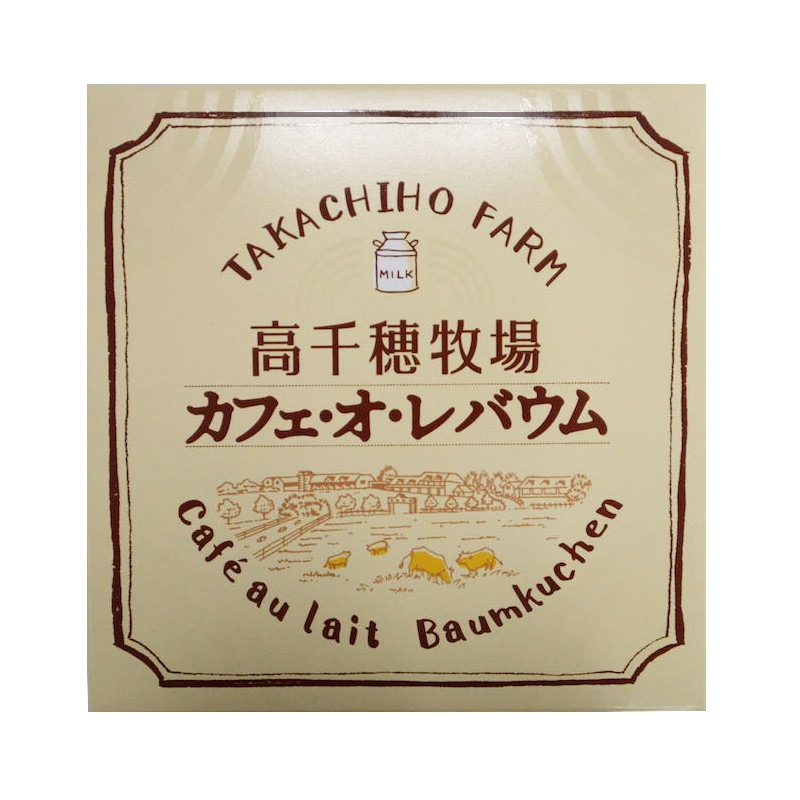 TAKACHIHO FARM
MILK
高千穂牧場
カフェ・オ・レバウム
Café au lait Baumkuchen